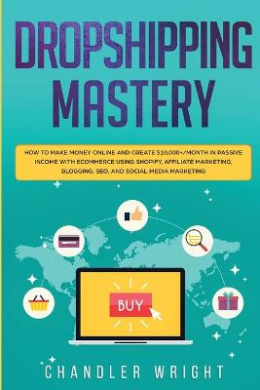 DROPSHIPPING
MASTERY
HOW TO MAKE MONEY ONLINE AND CREATE $10,000+/MONTH IN PASSIVE
INCOME WITH ECOMMERCE USING SHOPIFY, AFFILIATE MARKETING,
BLOGGING, SEO, AND SOCIAL MEDIA MARKETING
BUY
CHANDLER WRIGHT